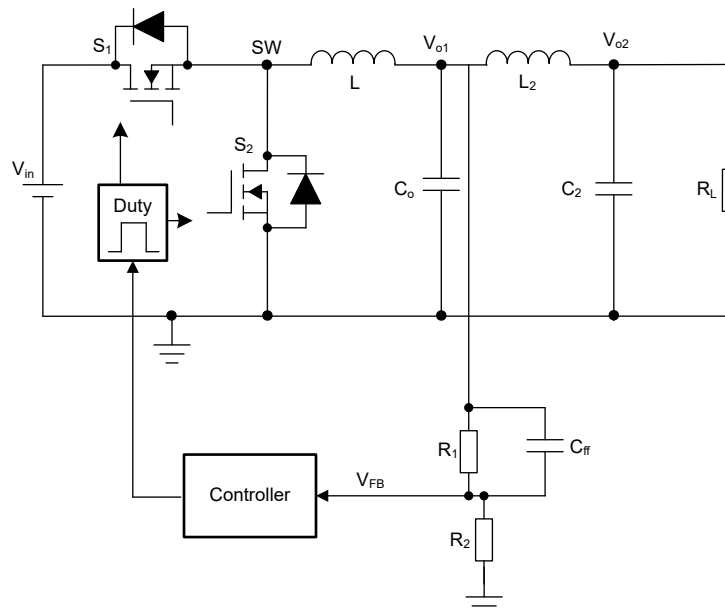 S1
SW
Vo1
Vo2
L
L2
S2
Vin
Duty
Co
C2
RL
R1
Cff
Controller
VFB
R2